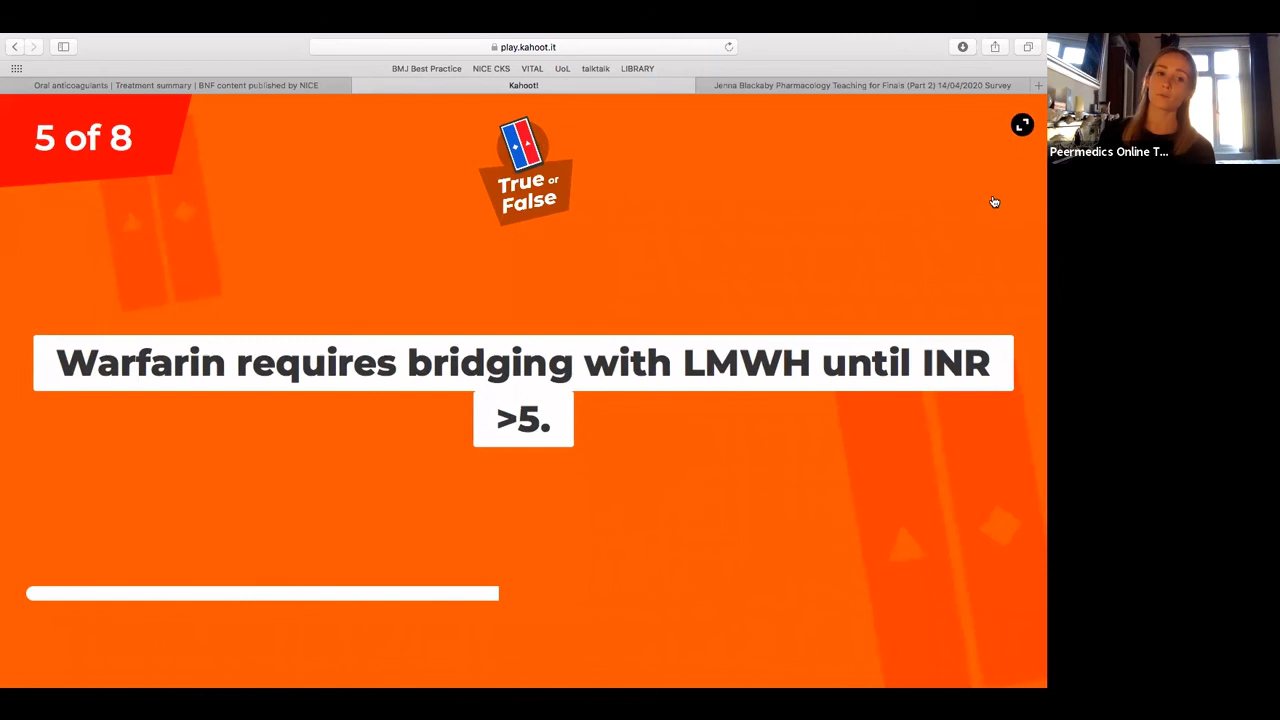 play.kahoot.it
BMJ Best Practice NICE CKS VITAL UoL talktalk LIBRARY
Oral anticoagulants | Treatment summary | BNF content published by NICE
Kahoot!
Jenna Blackaby Pharmacology Teaching for Finals (Part 2) 14/04/2020 Survey
5 of 8
True or
False
Peermedics Online T...
Warfarin requires bridging with LMWH until INR
>5.